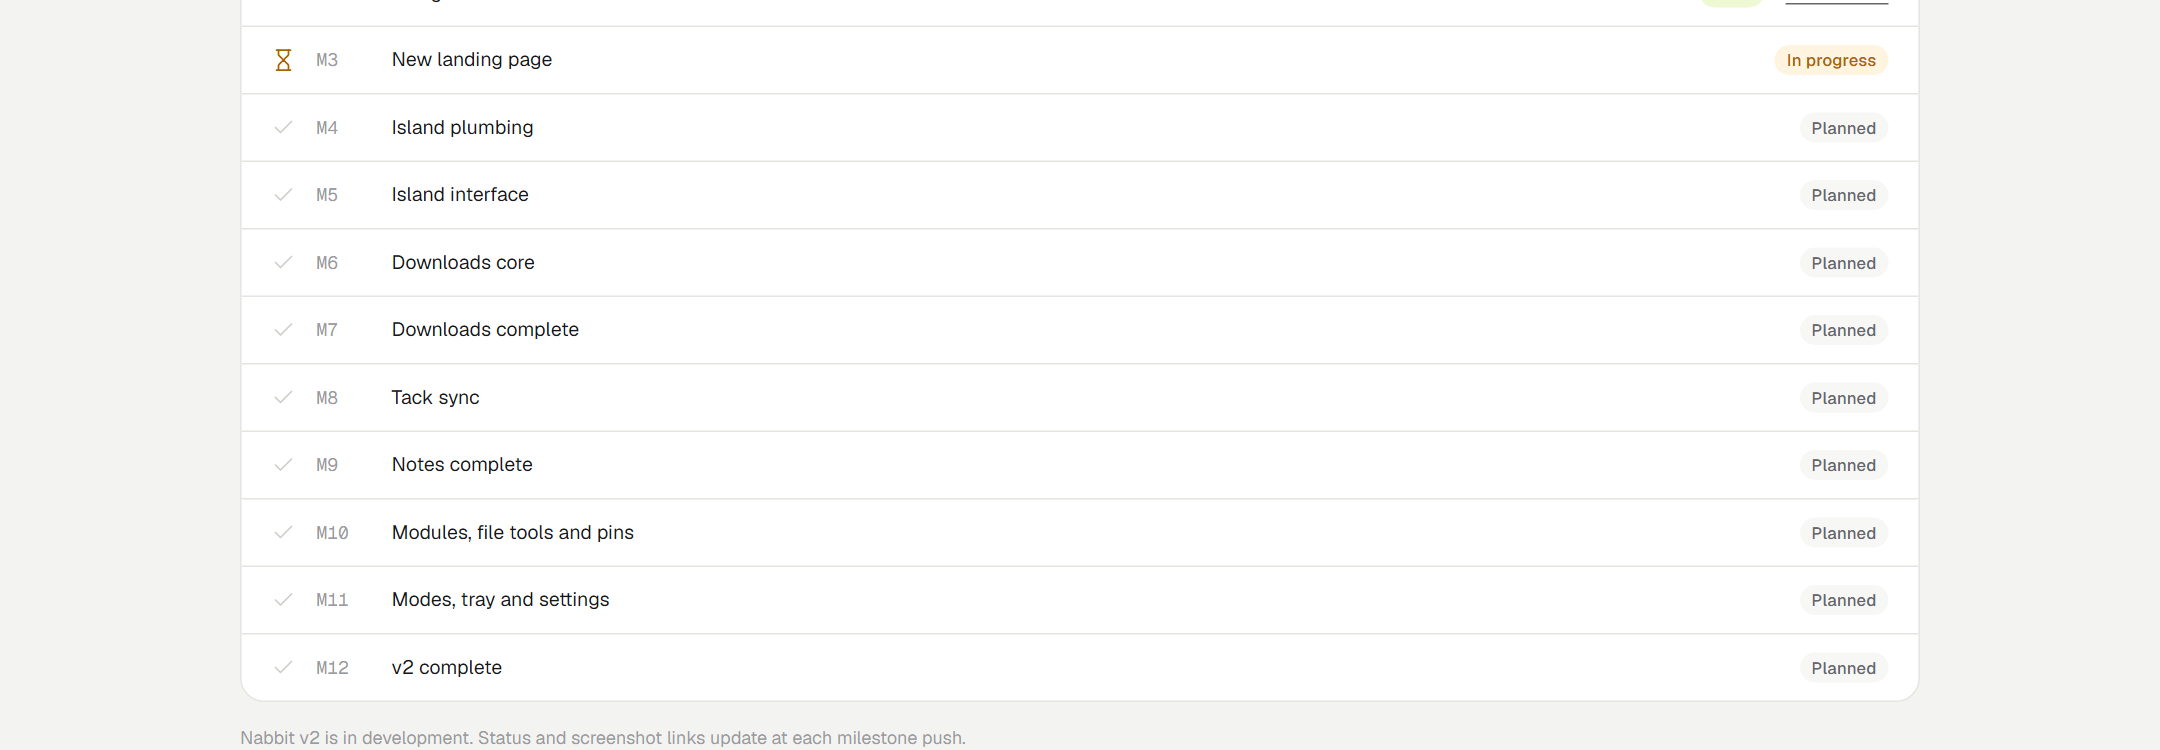 M3 New landing page In progress
M4 Island plumbing Planned
M5 Island interface Planned
M6 Downloads core Planned
M7 Downloads complete Planned
M8 Tack sync Planned
M9 Notes complete Planned
M10 Modules, file tools and pins Planned
M11 Modes, tray and settings Planned
M12 v2 complete Planned
Nabbit v2 is in development. Status and screenshot links update at each milestone push.